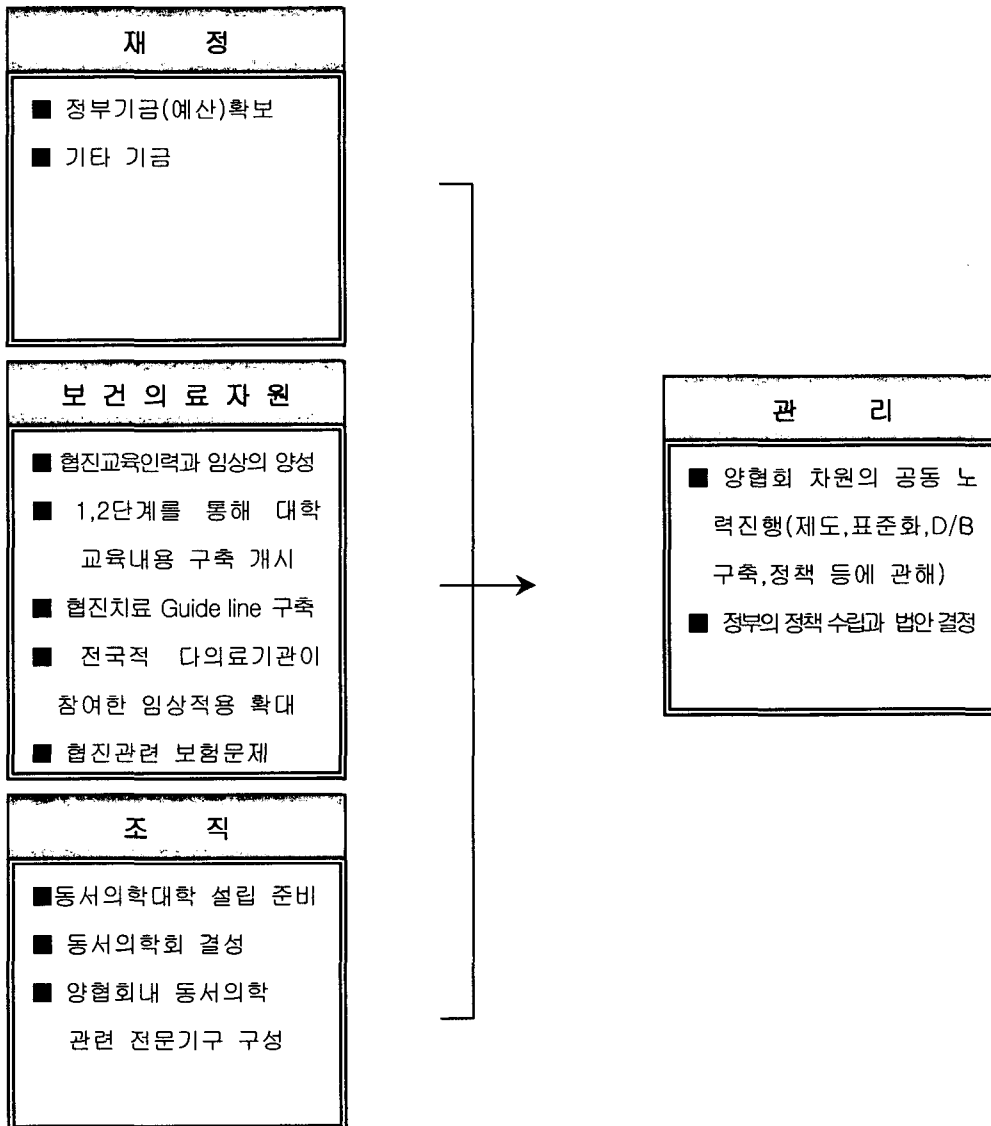 재 정
■ 정부기금(예산)확보
■ 기타 기금
보 건 의 료 자 원
■ 협진교육인력과 임상의 양성
■ 1,2단계를 통해 대학
교육내용 구축 개시
■ 협진치료 Guide line 구축
■ 전국적 다의료기관이
참여한 임상적용 확대
■ 협진관련 보험문제
조 직
■동서의학대학 설립 준비
■ 동서의학회 결성
■ 양협회내 동서의학
관련 전문기구 구성
관 리
■ 양협회 차원의 공동 노
력진행(제도,표준화,D/B
구축,정책 등에 관해)
■ 정부의 정책 수립과 법안 결정